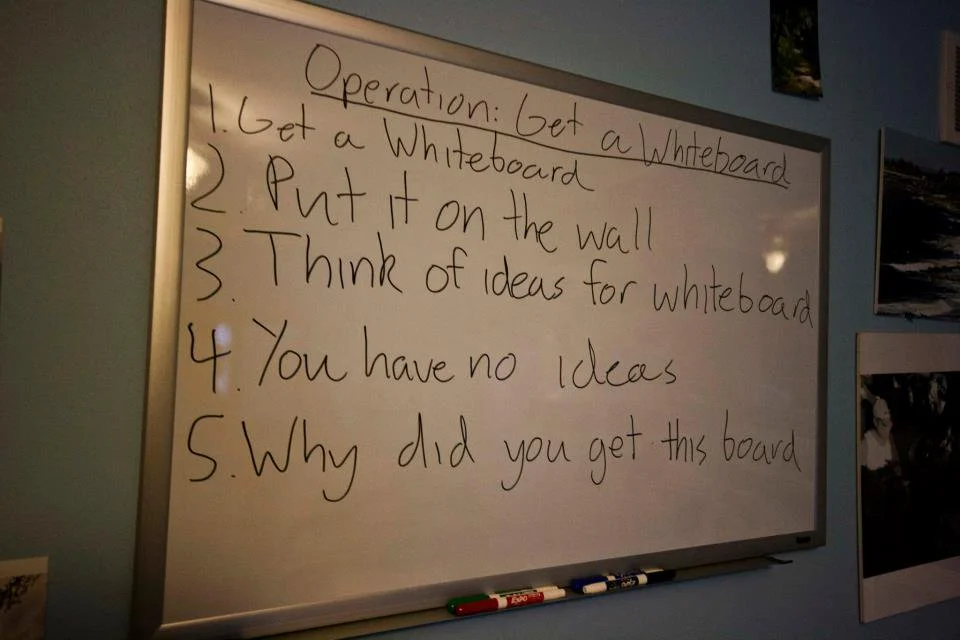 Operation: Get a Whiteboard
1. Get a Whiteboard
2. Put it on the wall
3. Think of ideas for whiteboard
4. You have no ideas
5. Why did you get this board
EXPO